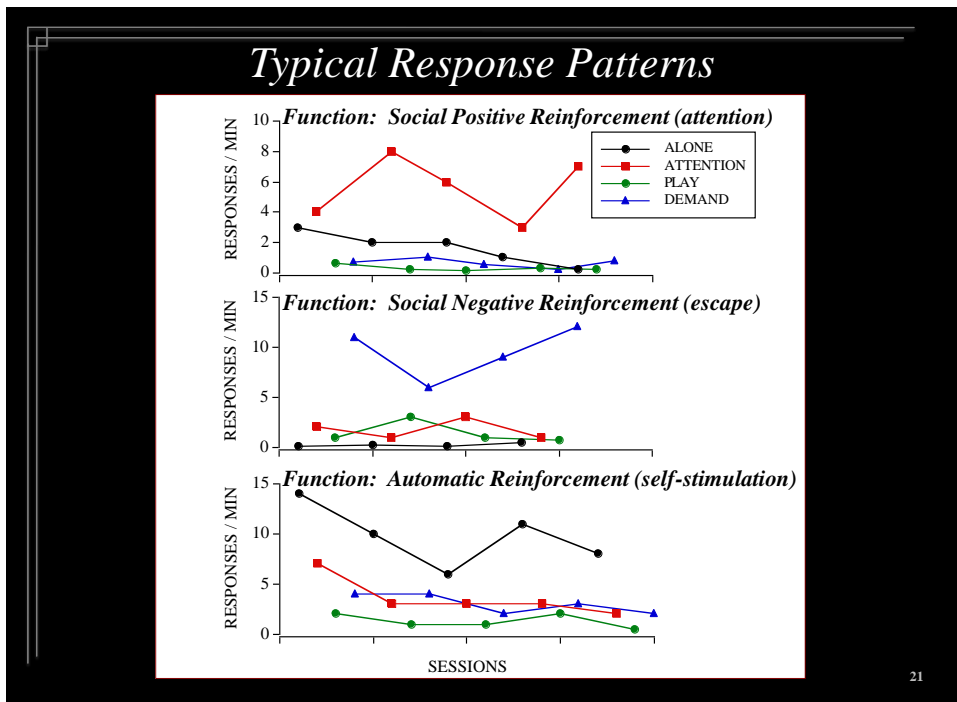 Typical Response Patterns
Function: Social Positive Reinforcement (attention)
RESPONSES / MIN
10
8
6
4
2
0
ALONE
ATTENTION
PLAY
DEMAND
Function: Social Negative Reinforcement (escape)
RESPONSES / MIN
15
10
5
0
Function: Automatic Reinforcement (self-stimulation)
RESPONSES / MIN
15
10
5
0
SESSIONS
21